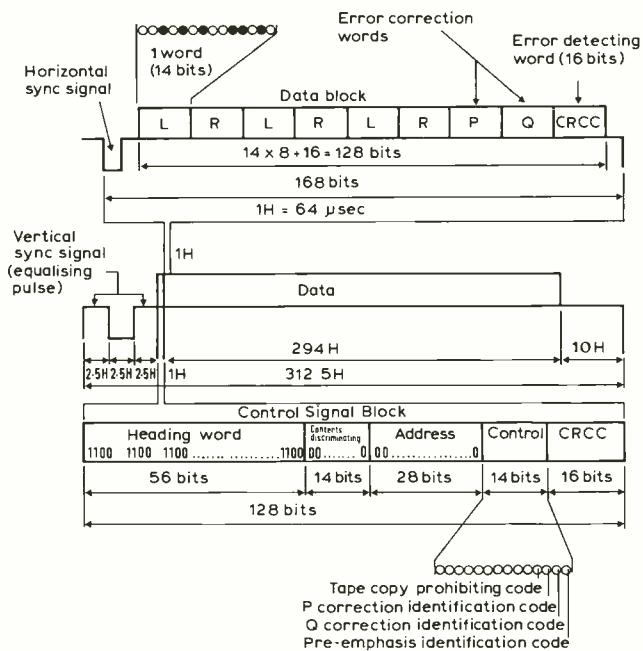 Error correction
words
1 word
(14 bits)
Error detecting
word (16 bits)
Horizontal
sync signal
Data block
L R L R L R P Q CRCC
14 x 8 + 16 = 128 bits
168 bits
1H = 64 µsec
Vertical
sync signal
(equalising
pulse)
1H
Data
294H 10H
2·5H 2·5H 2·5H 1H 312 5H
Control Signal Block
Heading word Contents discriminating Address Control CRCC
1100 1100 1100...................1100 00......0 00..............0
56 bits 14 bits 28 bits 14 bits 16 bits
128 bits
Tape copy prohibiting code
P correction identification code
Q correction identification code
Pre-emphasis identification code